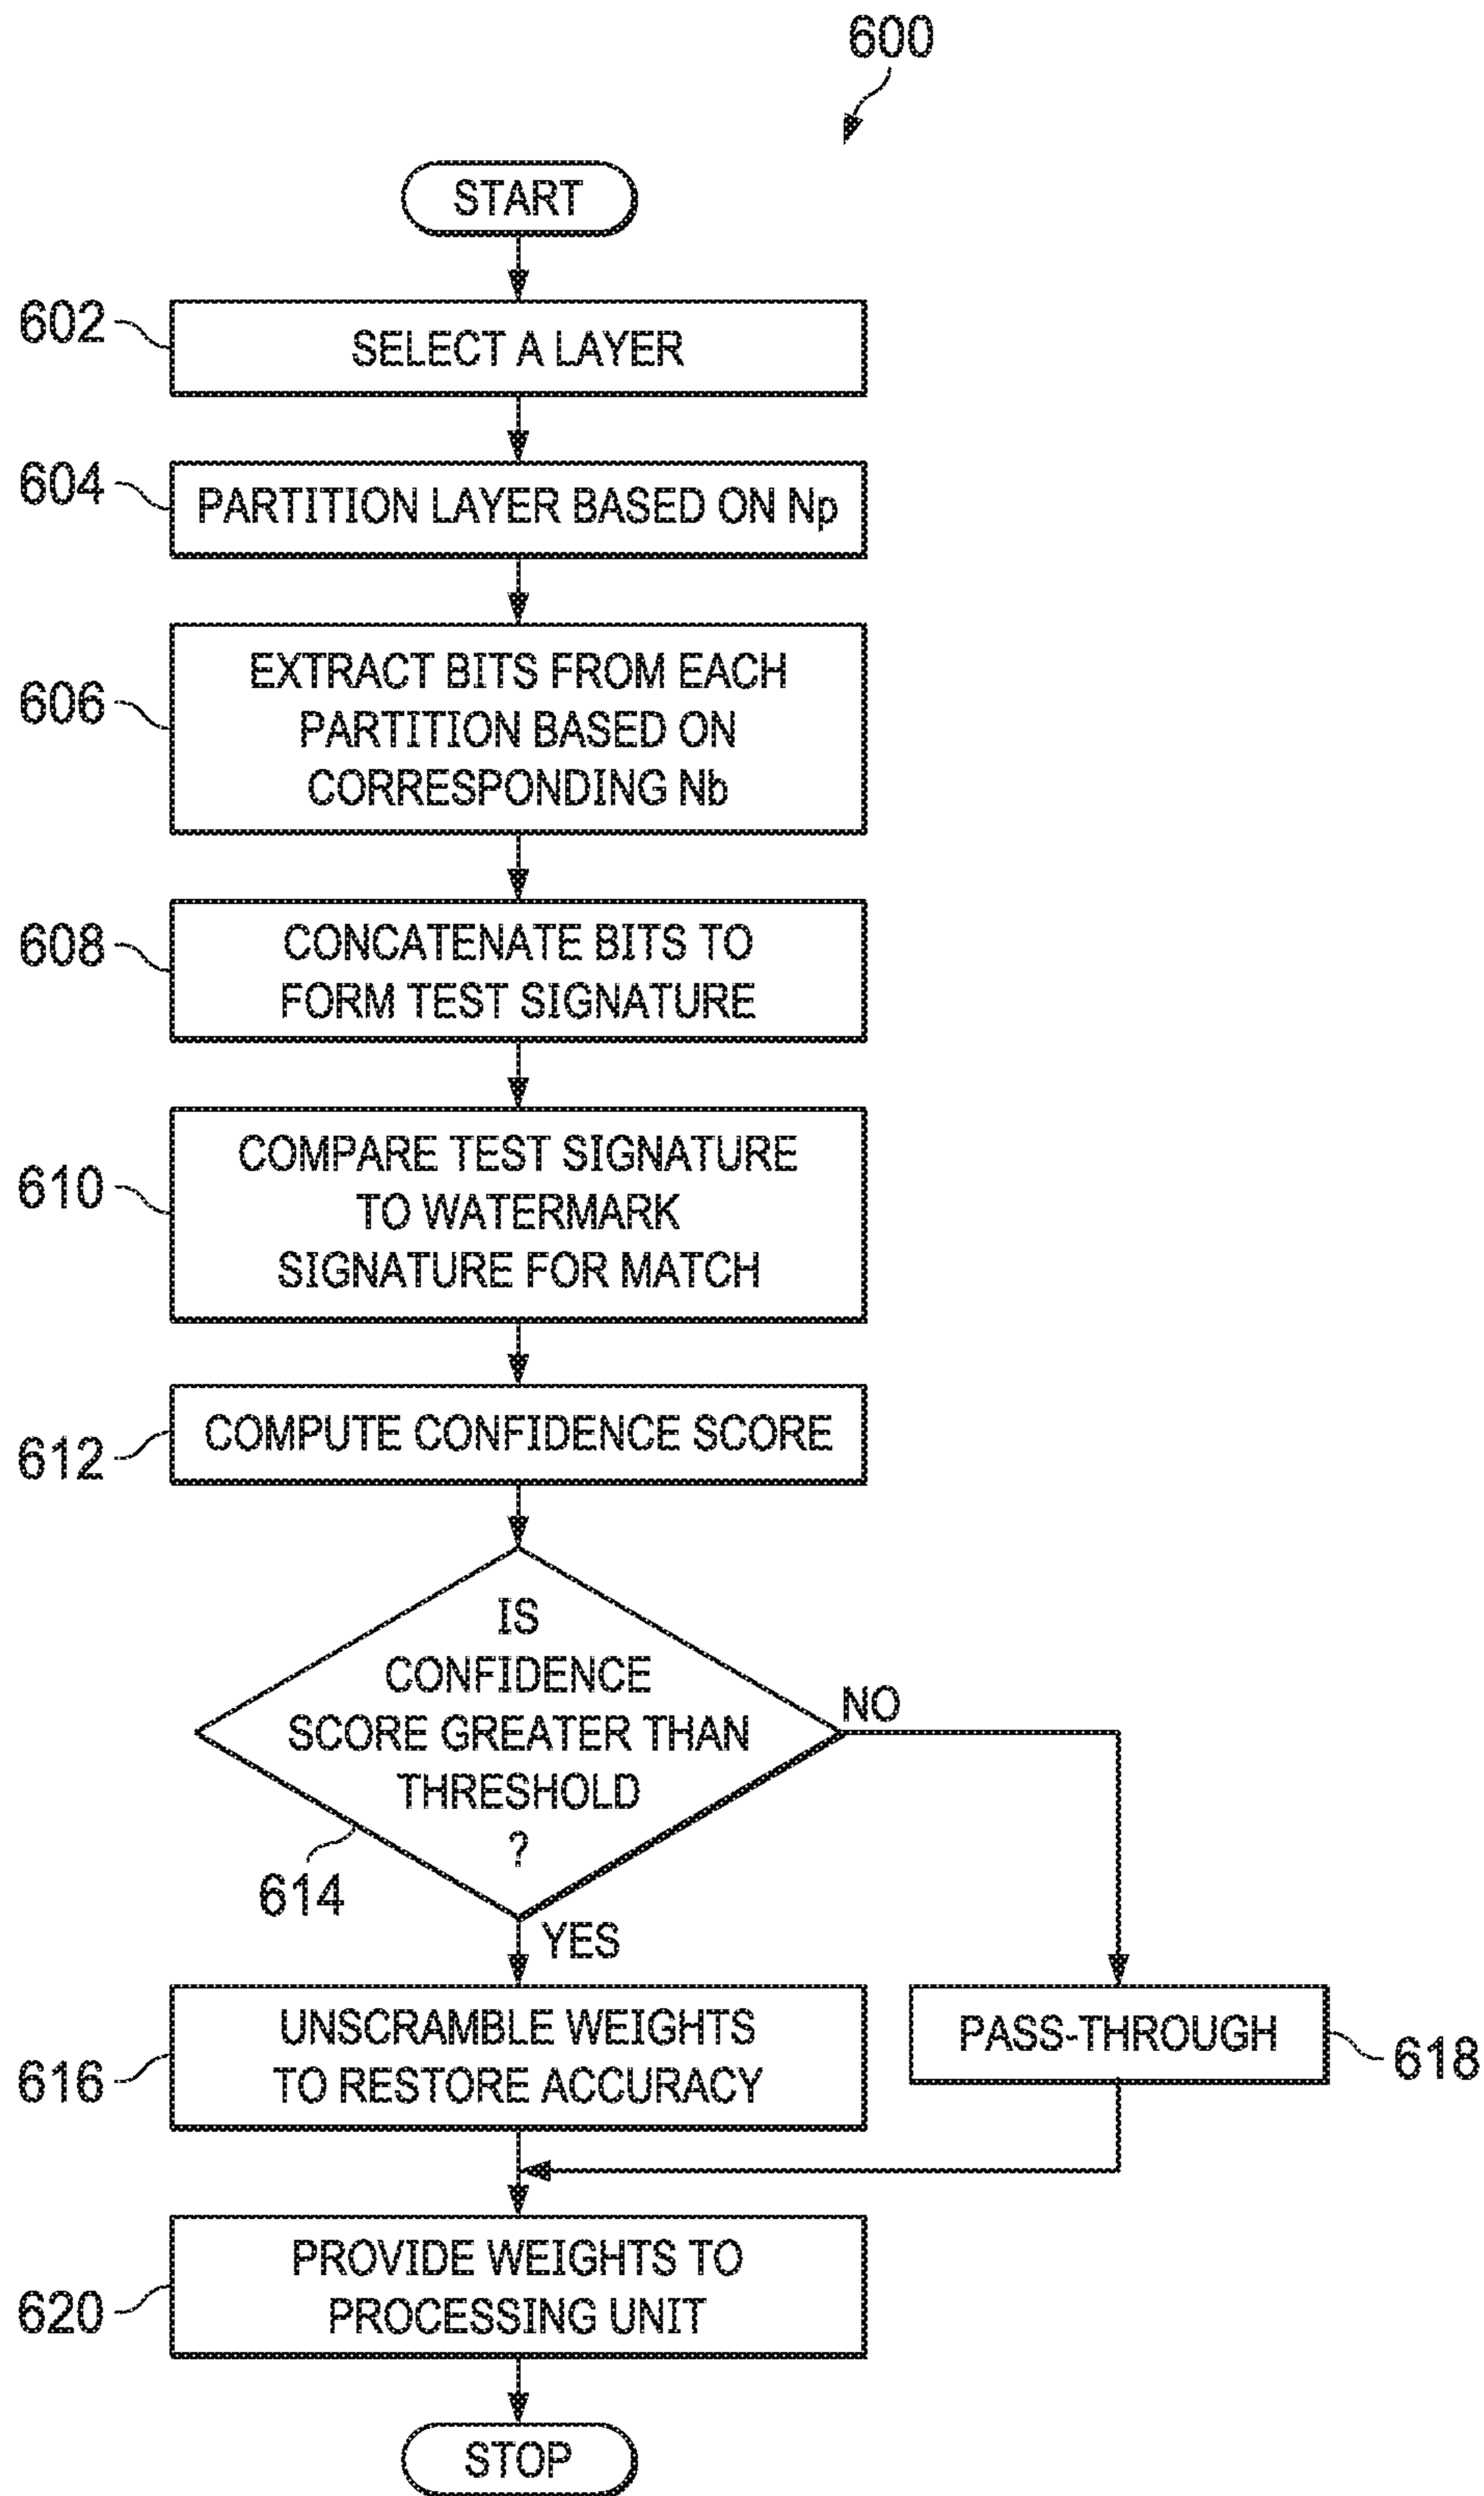 600
START
602
SELECT A LAYER
604
PARTITION LAYER BASED ON Np
606
EXTRACT BITS FROM EACH
PARTITION BASED ON
CORRESPONDING Nb
608
CONCATENATE BITS TO
FORM TEST SIGNATURE
610
COMPARE TEST SIGNATURE
TO WATERMARK
SIGNATURE FOR MATCH
612
COMPUTE CONFIDENCE SCORE
IS
CONFIDENCE
SCORE GREATER THAN
THRESHOLD
?
614
NO
YES
616
UNSCRAMBLE WEIGHTS
TO RESTORE ACCURACY
PASS-THROUGH
618
620
PROVIDE WEIGHTS TO
PROCESSING UNIT
STOP